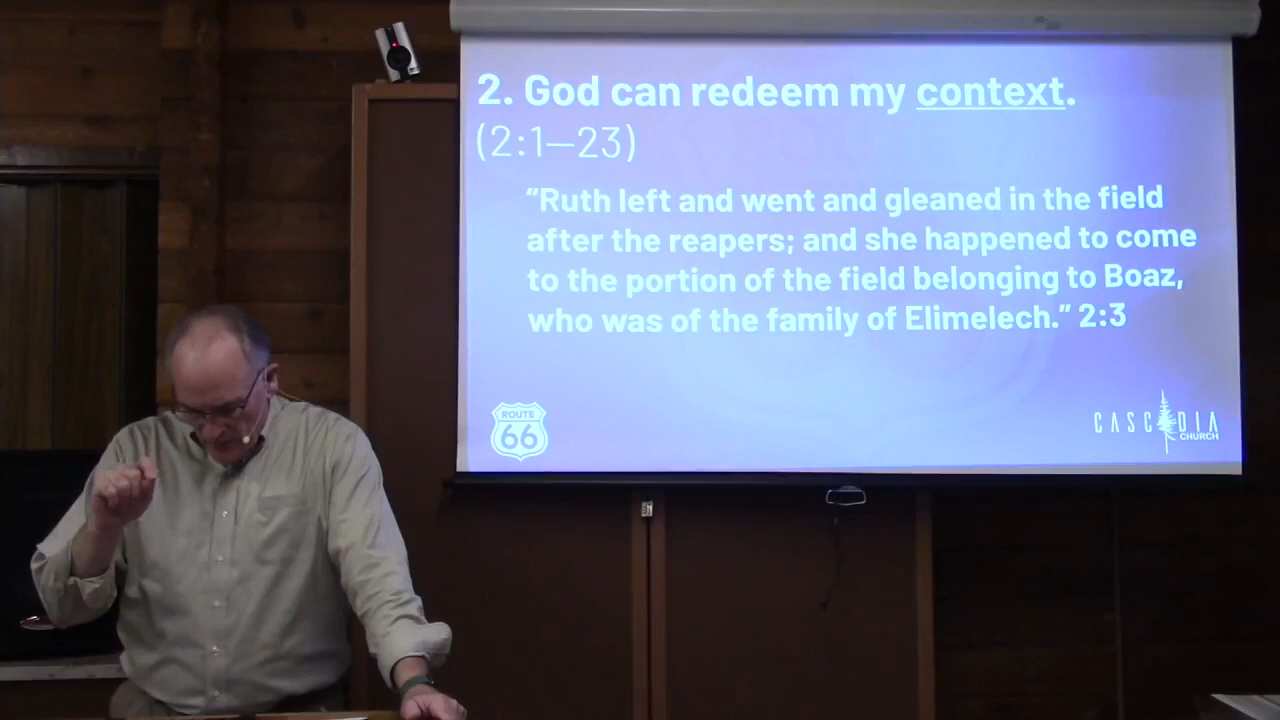 2. God can redeem my context.
(2:1—23)
“Ruth left and went and gleaned in the field
after the reapers; and she happened to come
to the portion of the field belonging to Boaz,
who was of the family of Elimelech.” 2:3
ROUTE
66
CASCADIA
CHURCH